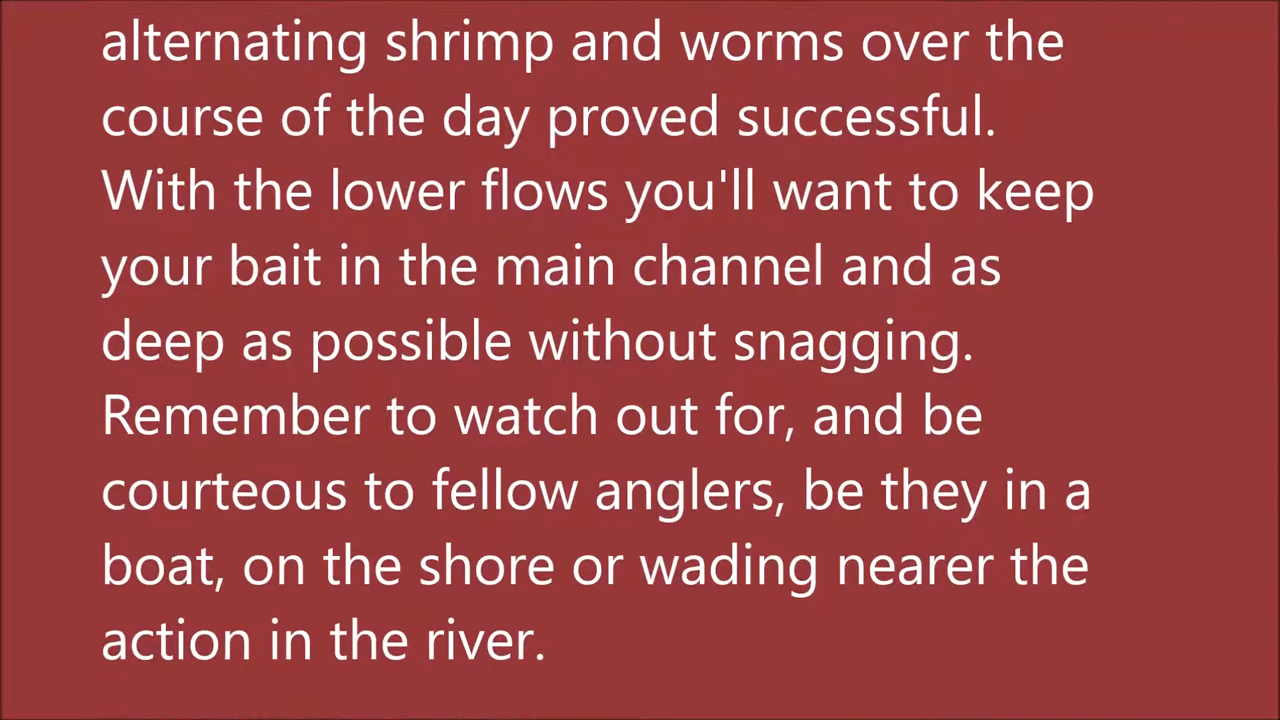 alternating shrimp and worms over the
course of the day proved successful.
With the lower flows you'll want to keep
your bait in the main channel and as
deep as possible without snagging.
Remember to watch out for, and be
courteous to fellow anglers, be they in a
boat, on the shore or wading nearer the
action in the river.